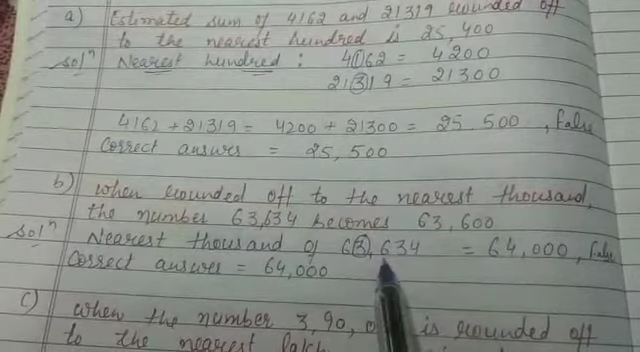 a) Estimated sum of 4162 and 21319 rounded off
to the nearest hundred is 25,400
solⁿ Nearest hundred : 4162 = 4200
21319 = 21300
4162 + 21319 = 4200 + 21300 = 25,500, False
Correct answer = 25,500
b) when rounded off to the nearest thousand,
the number 63,634 becomes 63,600
solⁿ Nearest thousand of 63,634 = 64,000, False
Correct answer = 64,000
c) when the number 3,90,0 is rounded off
to the nearest lakh